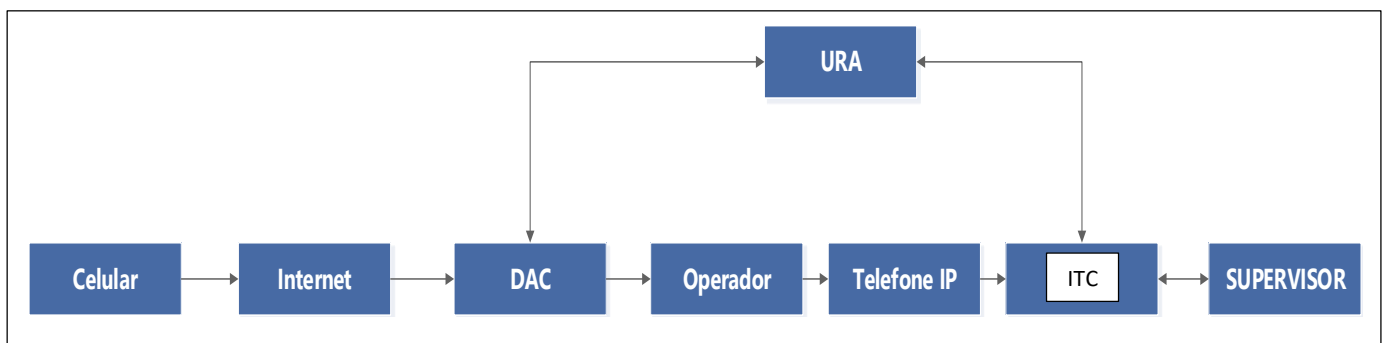 URA
Celular
Internet
DAC
Operador
Telefone IP
ITC
SUPERVISOR